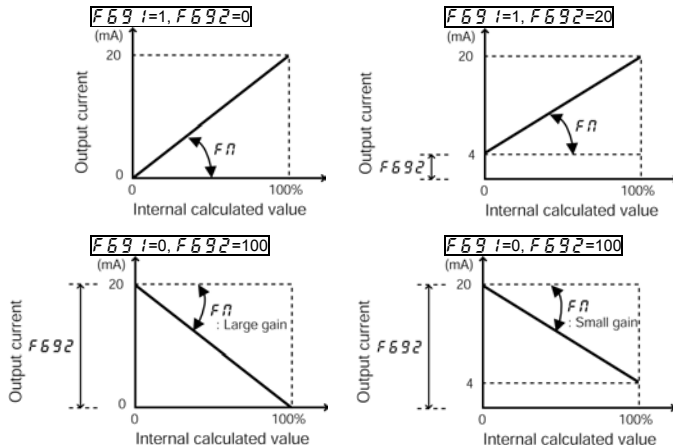 F691=1, F692=0
(mA)
20
Output current
FM
0
0
100%
Internal calculated value
F691=1, F692=20
(mA)
20
Output current
FM
4
F692
0
100%
Internal calculated value
F691=0, F692=100
(mA)
20
Output current
F692
FM
: Large gain
0
0
100%
Internal calculated value
F691=0, F692=100
(mA)
20
Output current
F692
FM
: Small gain
4
0
100%
Internal calculated value